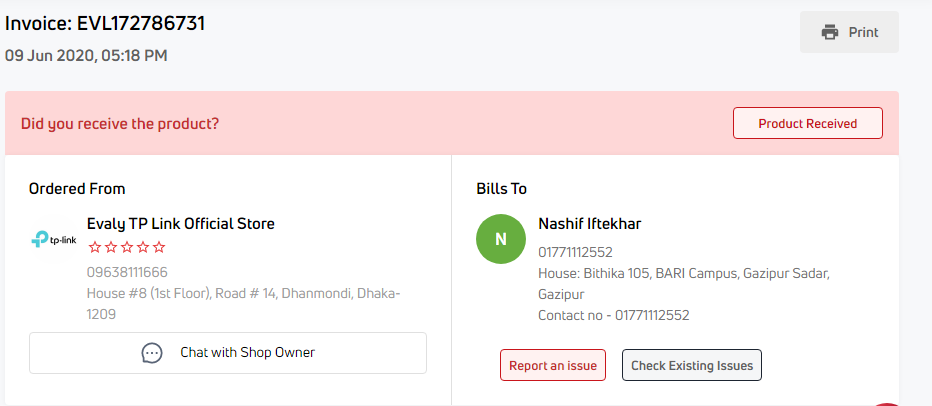 Invoice: EVL172786731
09 Jun 2020, 05:18 PM
Print
Did you receive the product?
Product Received
Ordered From
tp-link
Evaly TP Link Official Store
09638111666
House #8 (1st Floor), Road # 14, Dhanmondi, Dhaka-
1209
Chat with Shop Owner
Bills To
N
Nashif Iftekhar
01771112552
House: Bithika 105, BARI Campus, Gazipur Sadar,
Gazipur
Contact no - 01771112552
Report an issue
Check Existing Issues